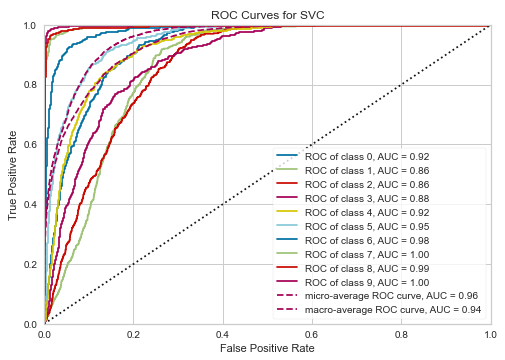 ROC Curves for SVC
1.0
0.8
0.6
0.4
0.2
0.0
True Positive Rate
ROC of class 0, AUC = 0.92
ROC of class 1, AUC = 0.86
ROC of class 2, AUC = 0.86
ROC of class 3, AUC = 0.88
ROC of class 4, AUC = 0.92
ROC of class 5, AUC = 0.95
ROC of class 6, AUC = 0.98
ROC of class 7, AUC = 1.00
ROC of class 8, AUC = 0.99
ROC of class 9, AUC = 1.00
micro-average ROC curve, AUC = 0.96
macro-average ROC curve, AUC = 0.94
0.0 0.2 0.4 0.6 0.8 1.0
False Positive Rate